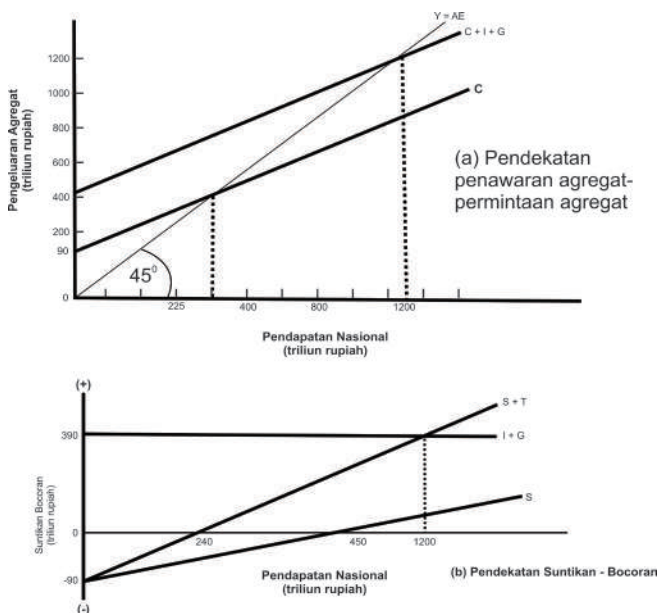 Y = AE
C + I + G
C
Pengeluaran Agregat
(triliun rupiah)
1200
1000
800
600
400
200
90
0
45⁰
225
400
800
1200
(a) Pendekatan
penawaran agregat-
permintaan agregat
Pendapatan Nasional
(triliun rupiah)
(+)
S + T
390
I + G
Suntikan Bocoran
(triliun rupiah)
S
0
240
450
1200
-90
(-)
Pendapatan Nasional
(triliun rupiah)
(b) Pendekatan Suntikan - Bocoran